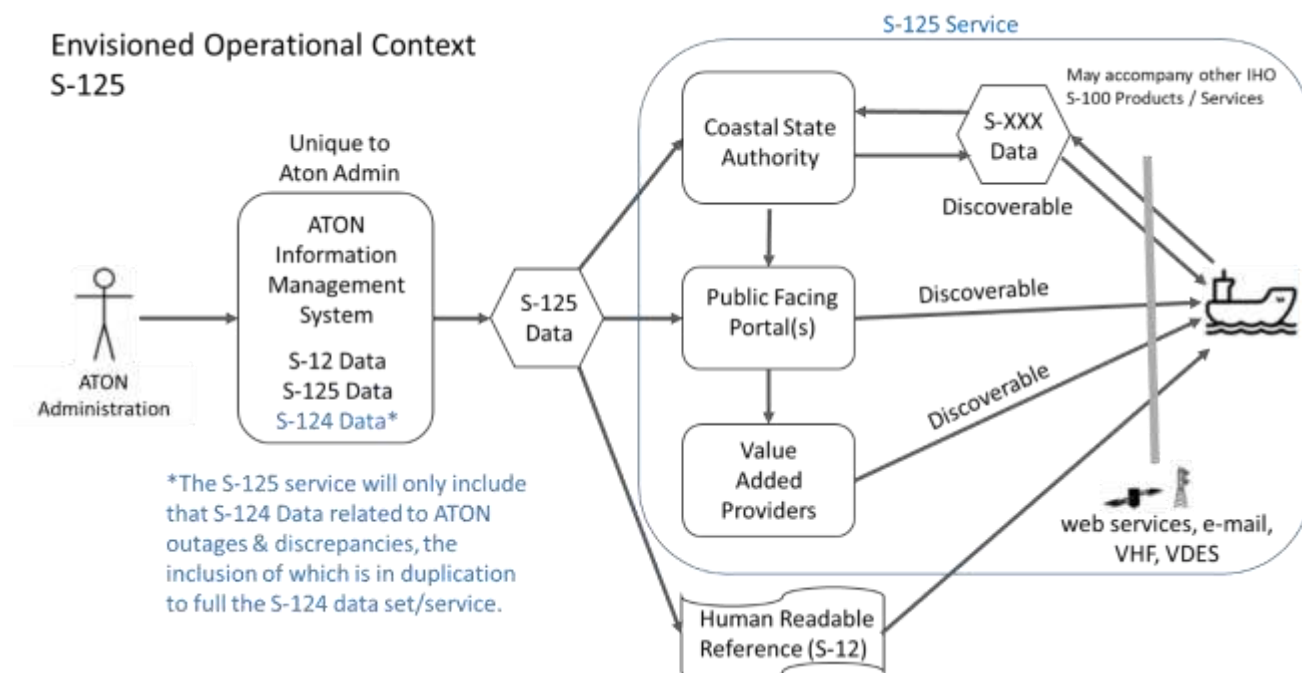 Envisioned Operational Context
S-125
S-125 Service
May accompany other IHO
S-100 Products / Services
Unique to
Aton Admin
ATON
Information
Management
System
S-12 Data
S-125 Data
S-124 Data*
ATON
Administration
S-125
Data
Coastal State
Authority
S-XXX
Data
Discoverable
Public Facing
Portal(s)
Discoverable
Value
Added
Providers
Discoverable
web services, e-mail,
VHF, VDES
*The S-125 service will only include
that S-124 Data related to ATON
outages & discrepancies, the
inclusion of which is in duplication
to full the S-124 data set/service.
Human Readable
Reference (S-12)